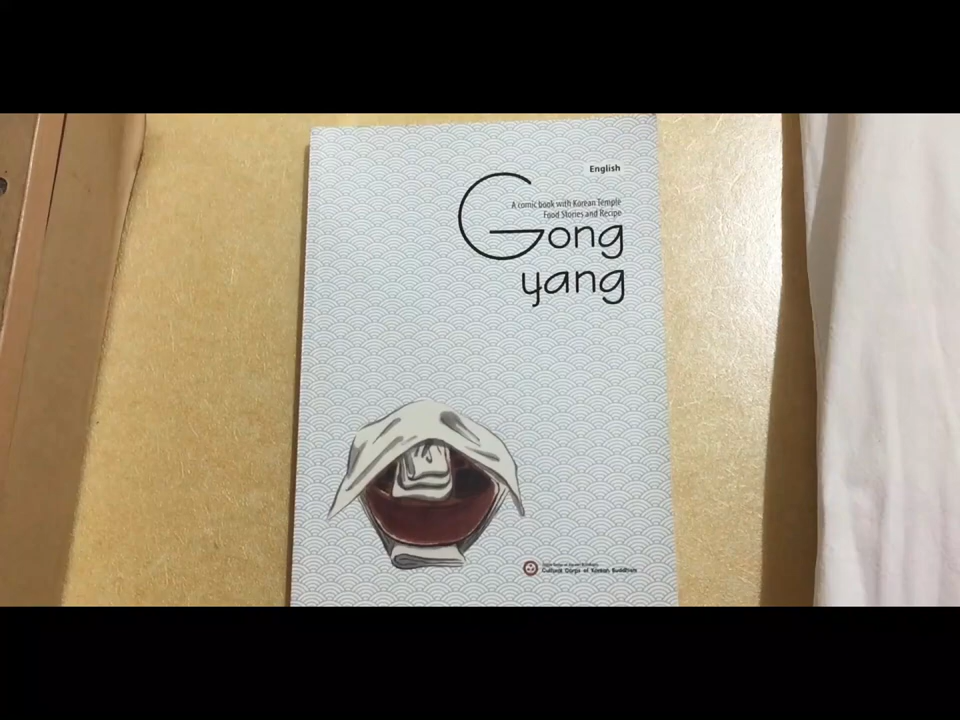 English
A comic book with Korean Temple
Food Stories and Recipe
Gong
yang
Cultural Corps of Korean Buddhism